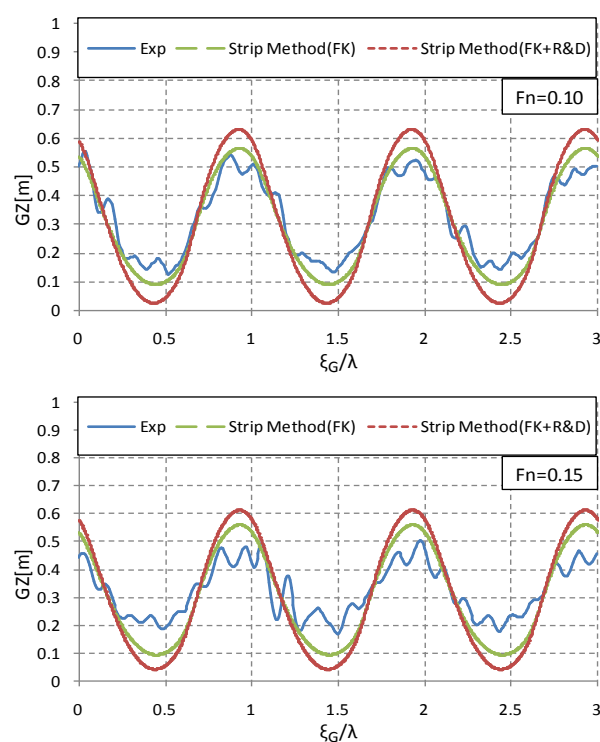 1
0.9
0.8
0.7
0.6
0.5
0.4
0.3
0.2
0.1
0
GZ[m]
Exp
Strip Method(FK)
Strip Method(FK+R&D)
Fn=0.10
0 0.5 1 1.5 2 2.5 3
ξG/λ
1
0.9
0.8
0.7
0.6
0.5
0.4
0.3
0.2
0.1
0
GZ[m]
Exp
Strip Method(FK)
Strip Method(FK+R&D)
Fn=0.15
0 0.5 1 1.5 2 2.5 3
ξG/λ